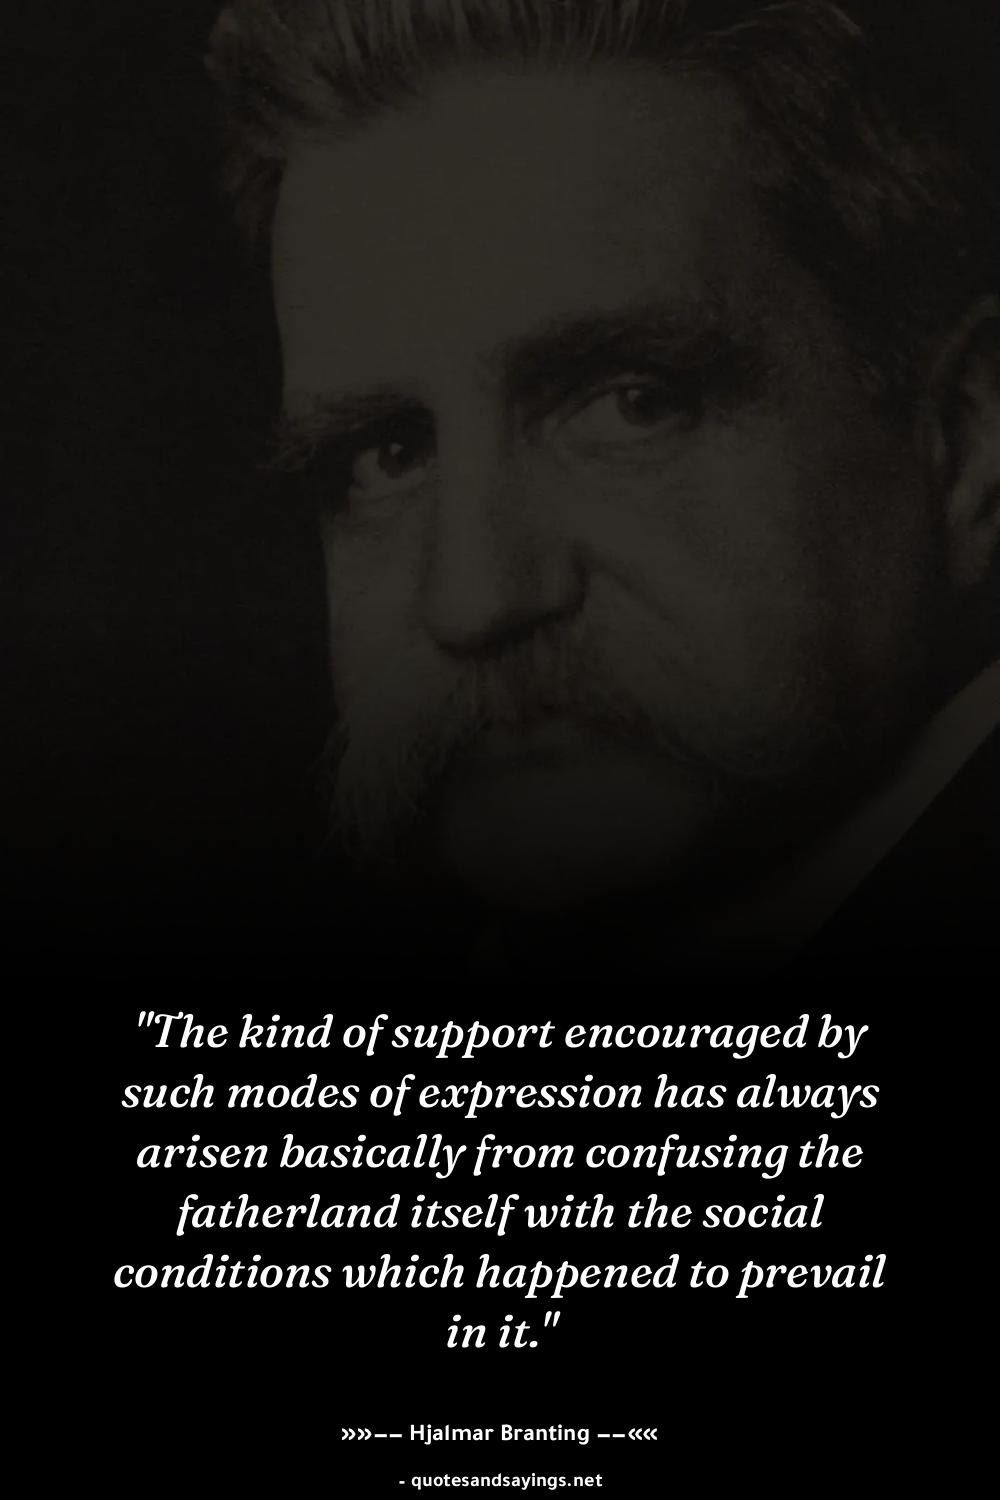 "The kind of support encouraged by
such modes of expression has always
arisen basically from confusing the
fatherland itself with the social
conditions which happened to prevail
in it."
»»−− Hjalmar Branting −−««
- quotesandsayings.net